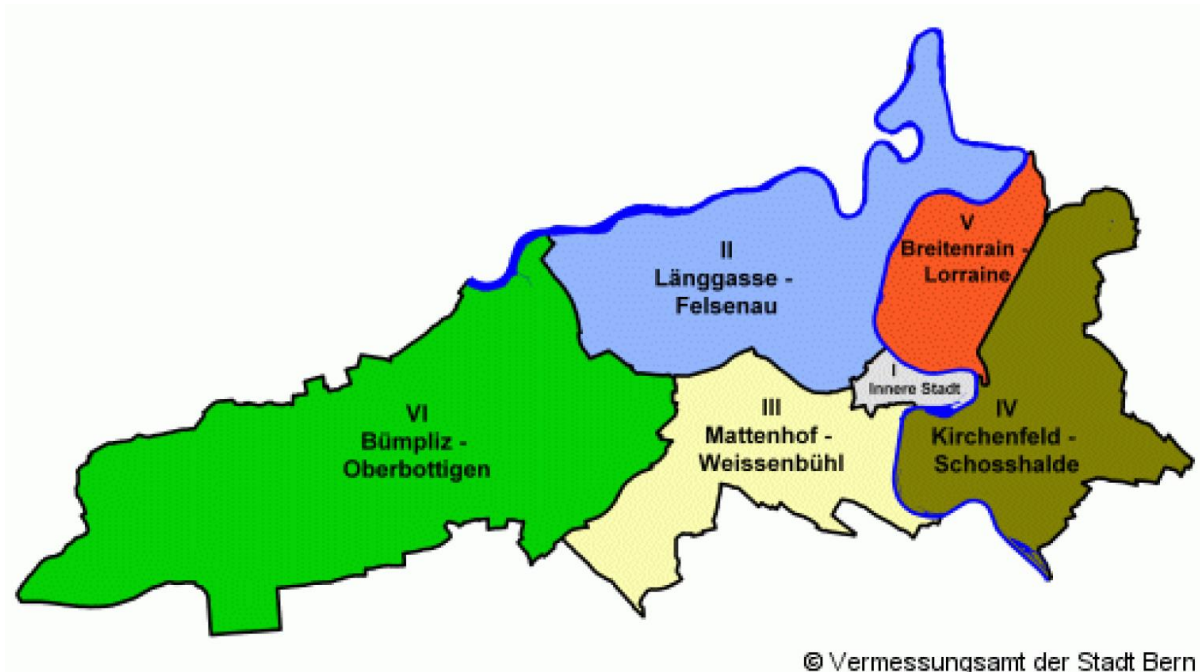 II
Länggasse -
Felsenau
V
Breitenrain -
Lorraine
I
Innere Stadt
VI
Bümpliz -
Oberbottigen
III
Mattenhof -
Weissenbühl
IV
Kirchenfeld -
Schosshalde
© Vermessungsamt der Stadt Bern